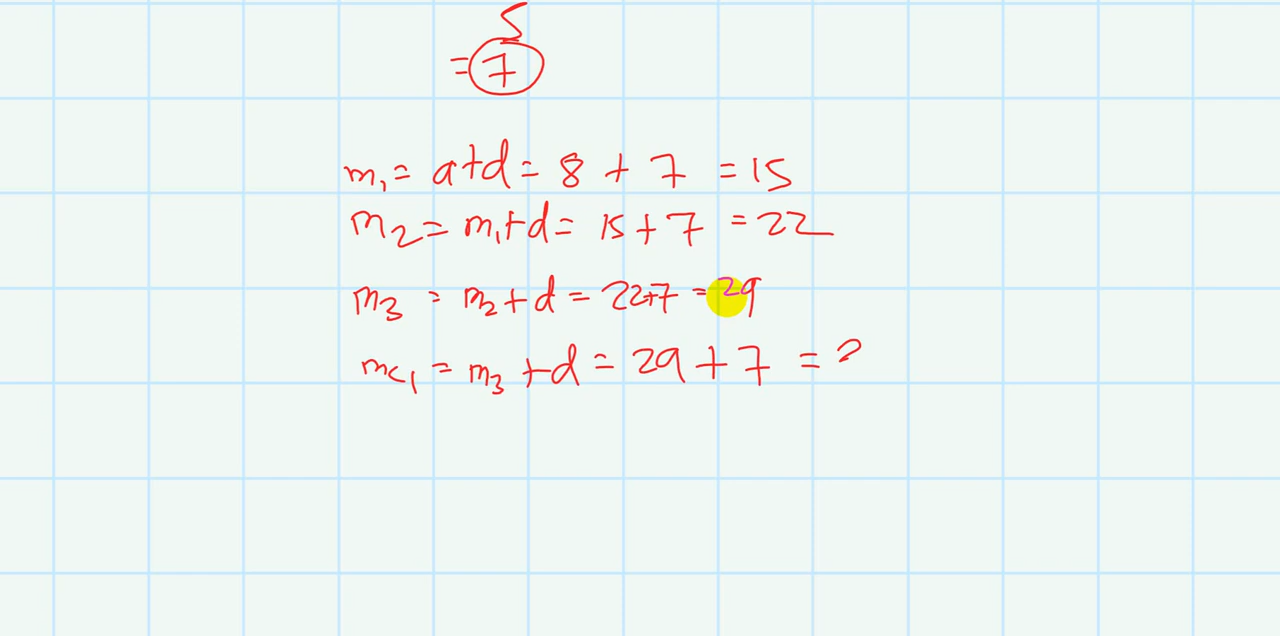 5
=7
m₁= a+d= 8 + 7 =15
m₂= m₁+d= 15+7 =22
m₃ = m₂+d = 22+7 =29
m₄ = m₃+d= 29+7 =?